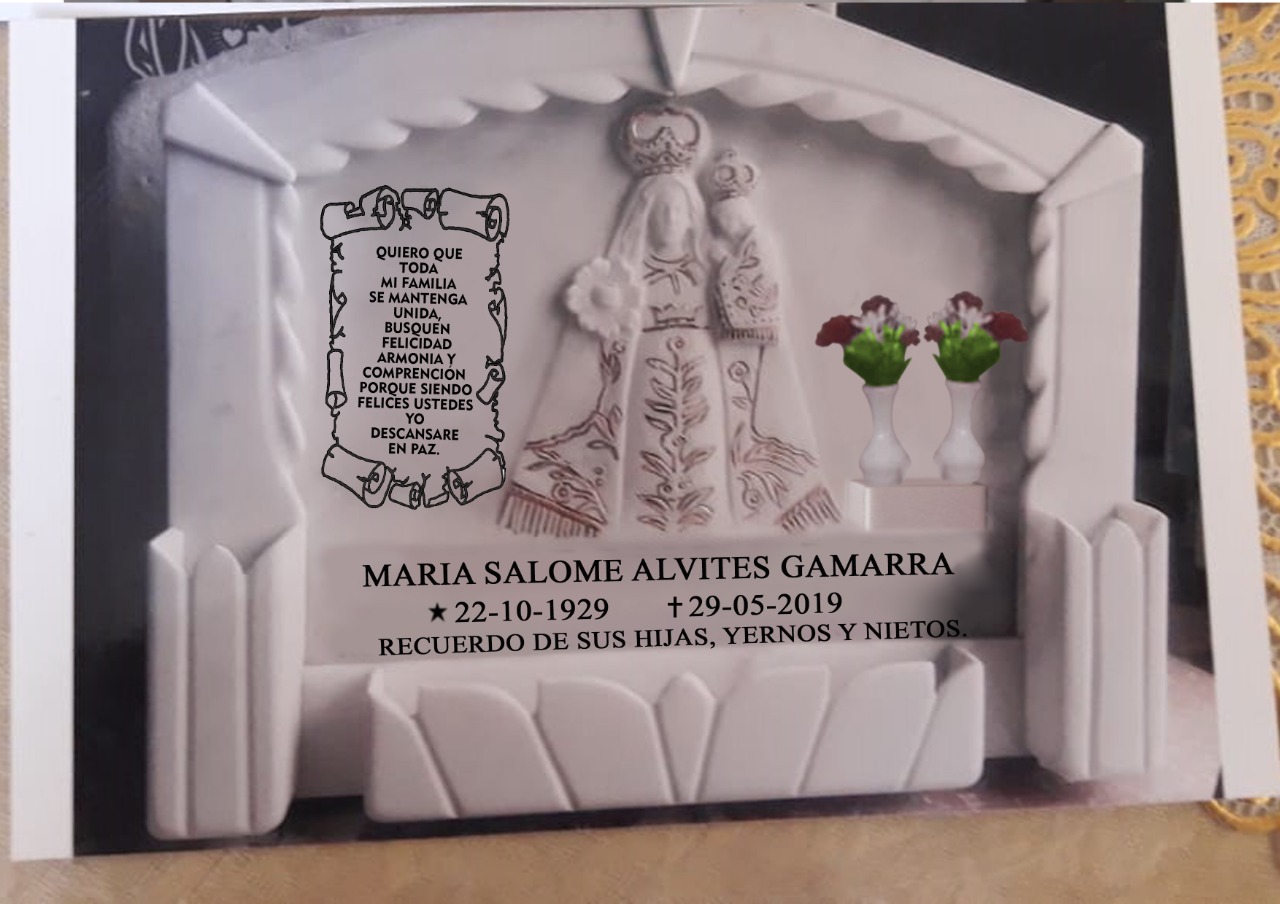 QUIERO QUE
TODA
MI FAMILIA
SE MANTENGA
UNIDA,
BUSQUEN
FELICIDAD
ARMONIA Y
COMPRENCIÓN
PORQUE SIENDO
FELICES USTEDES
YO
DESCANSARE
EN PAZ.
MARIA SALOME ALVITES GAMARRA
★ 22-10-1929 ✝ 29-05-2019
RECUERDO DE SUS HIJAS, YERNOS Y NIETOS.